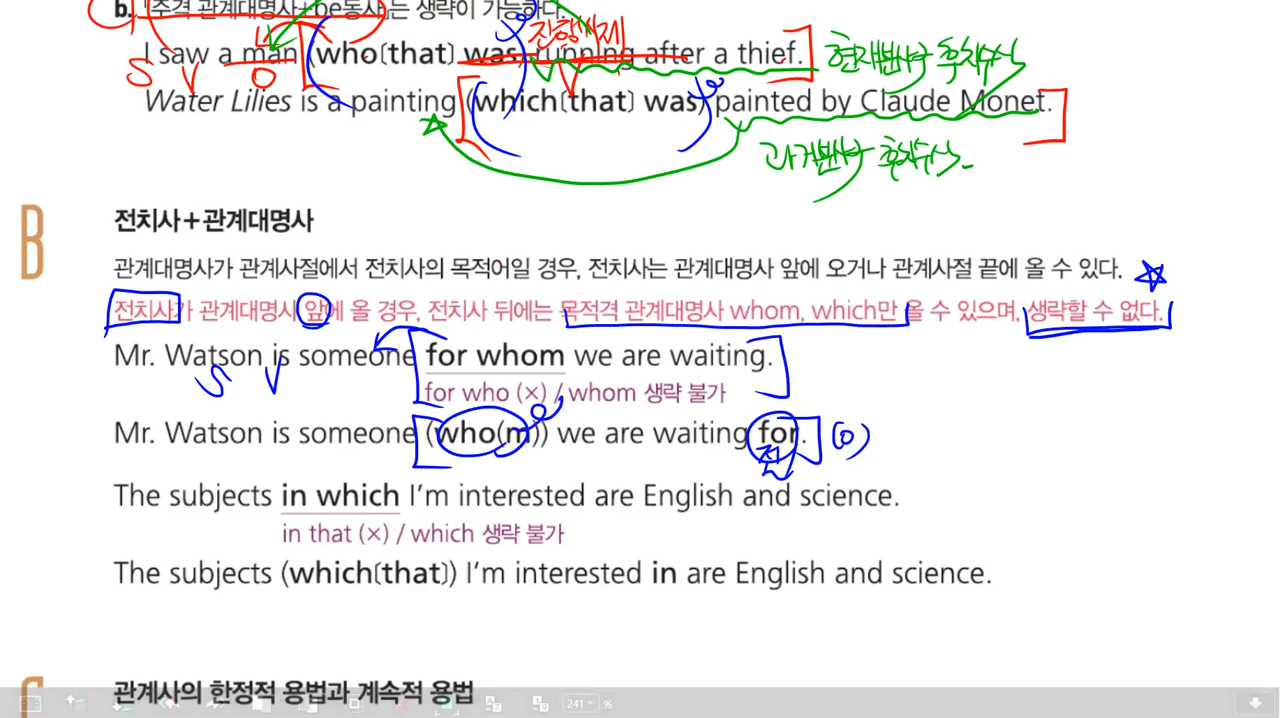 b. 「주격 관계대명사+be동사」는 생략이 가능하다.
진행시제
I saw a man (who(that) was) running after a thief.
현재분사구 후치수식
S V O V
Water Lilies is a painting (which(that) was) painted by Claude Monet.
과거분사구 후치수식
B
전치사+관계대명사
관계대명사가 관계사절에서 전치사의 목적어일 경우, 전치사는 관계대명사 앞에 오거나 관계사절 끝에 올 수 있다.
전치사가 관계대명사 앞에 올 경우, 전치사 뒤에는 목적격 관계대명사 whom, which만 올 수 있으며, 생략할 수 없다.
Mr. Watson is someone for whom we are waiting.
S V
for who (×) / whom 생략 불가
Mr. Watson is someone (who(m)) we are waiting for. (o)
전
The subjects in which I'm interested are English and science.
in that (×) / which 생략 불가
The subjects (which(that)) I'm interested in are English and science.
관계사의 한정적 용법과 계속적 용법
241 %